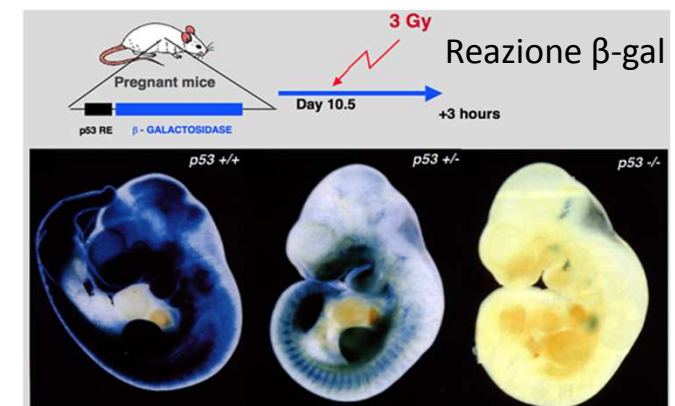 3 Gy
Reazione β-gal
Pregnant mice
Day 10.5
+3 hours
p53 RE
β - GALACTOSIDASE
p53 +/+
p53 +/-
p53 -/-